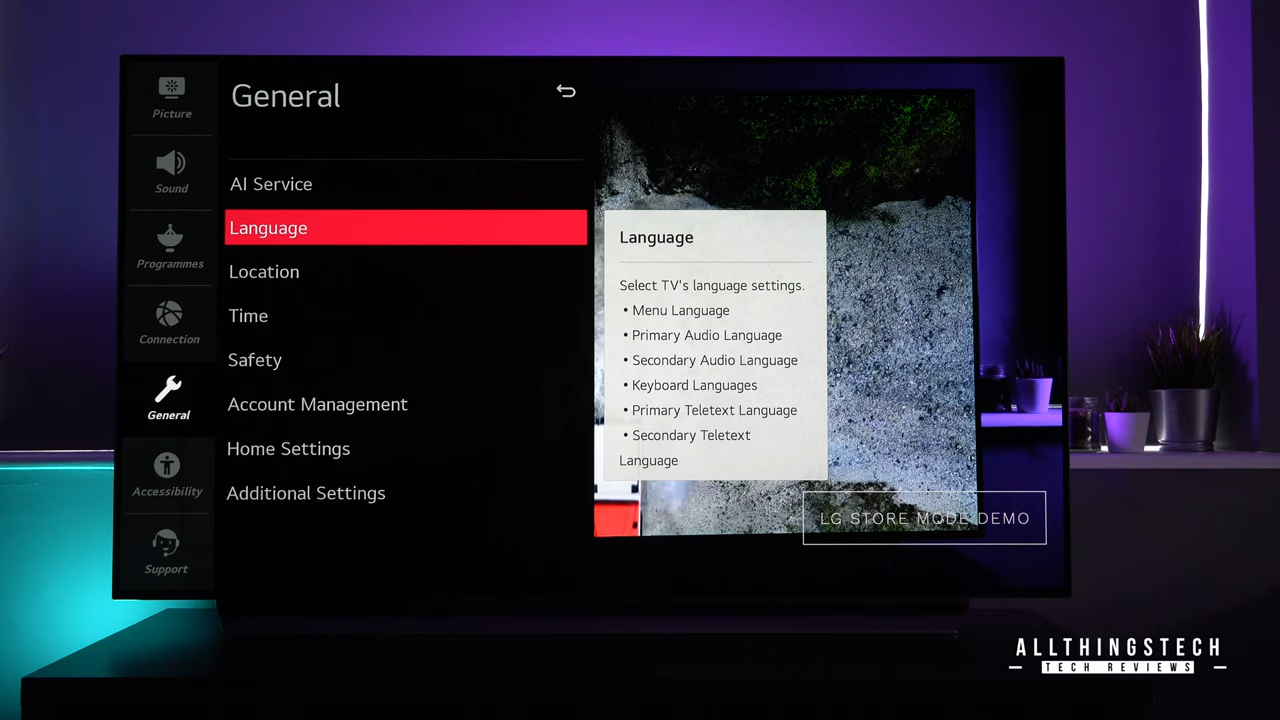 Picture
Sound
Programmes
Connection
General
Accessibility
Support
General
AI Service
Language
Location
Time
Safety
Account Management
Home Settings
Additional Settings
Language
Select TV's language settings.
• Menu Language
• Primary Audio Language
• Secondary Audio Language
• Keyboard Languages
• Primary Teletext Language
• Secondary Teletext
Language
LG STORE MODE DEMO
ALLTHINGSTECH
TECH REVIEWS